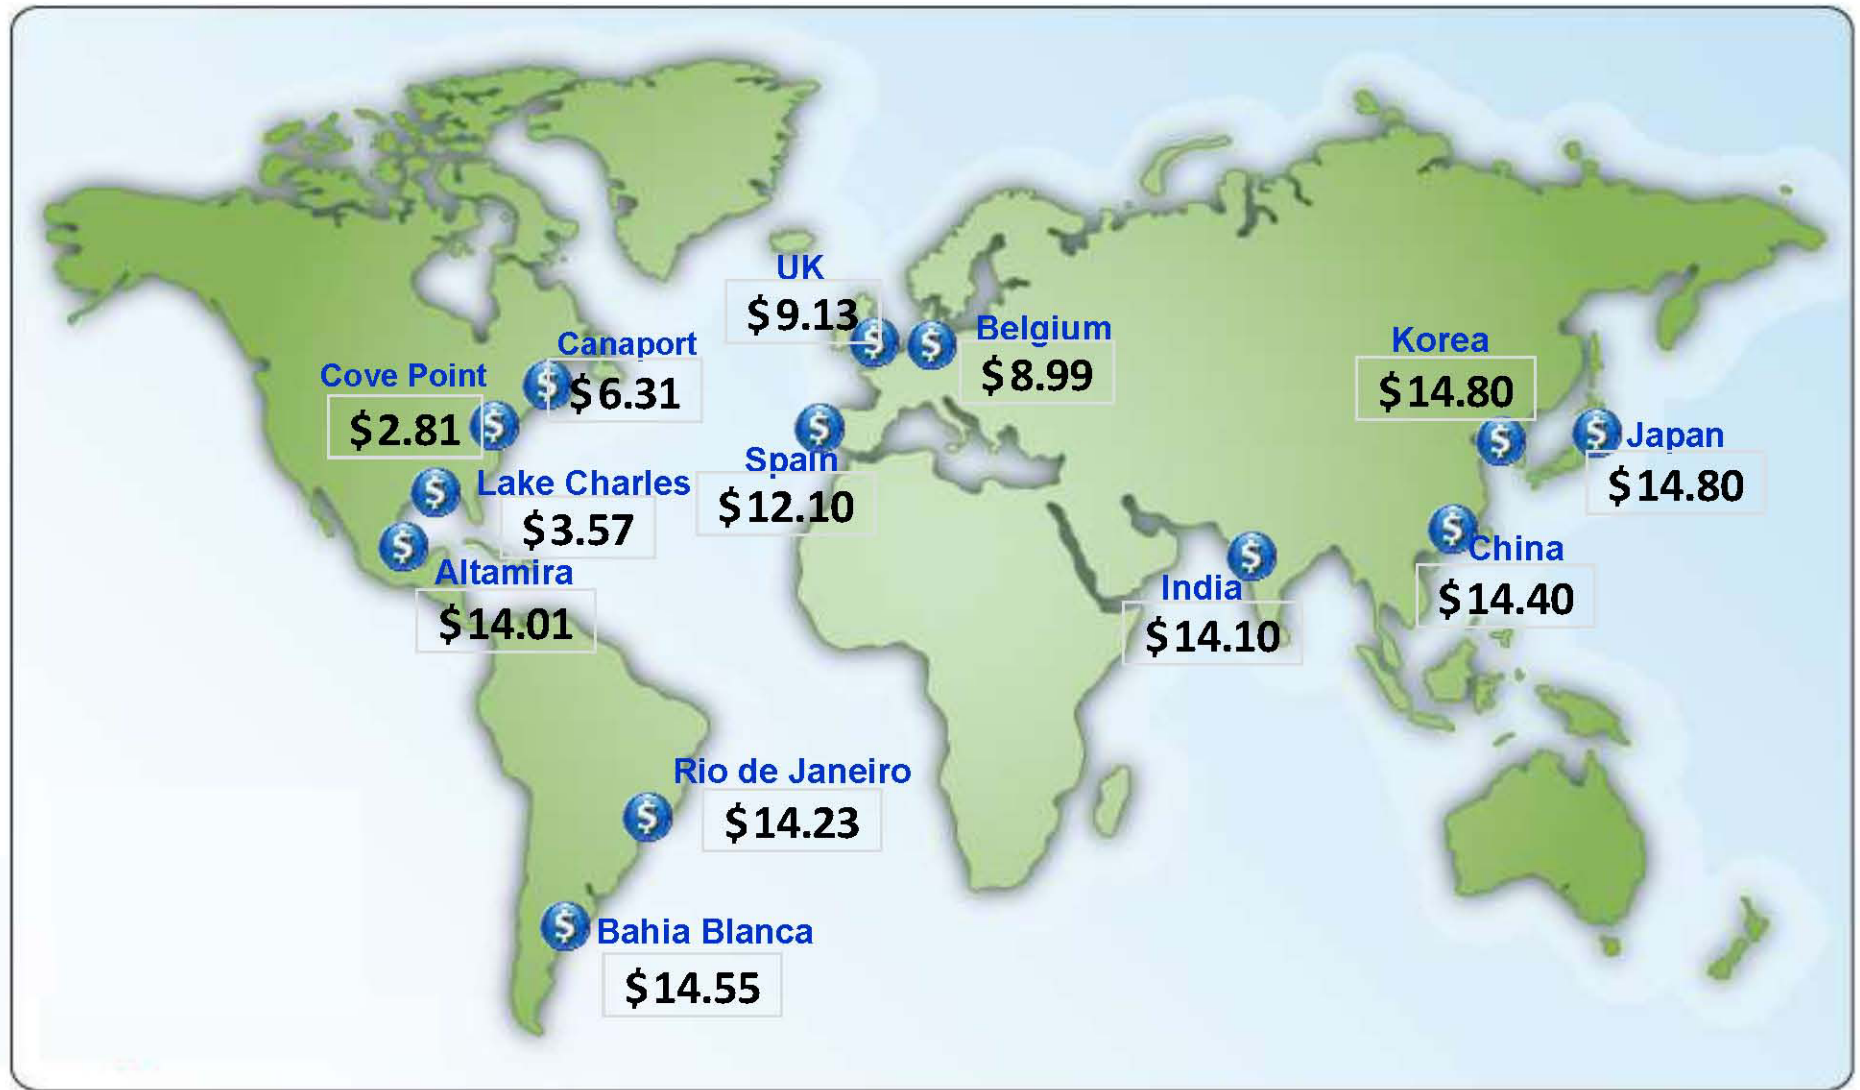 UK
$9.13
Belgium
$8.99
Canaport
$6.31
Cove Point
$2.81
Korea
$14.80
Japan
$14.80
Spain
$12.10
Lake Charles
$3.57
China
$14.40
Altamira
$14.01
India
$14.10
Rio de Janeiro
$14.23
Bahia Blanca
$14.55